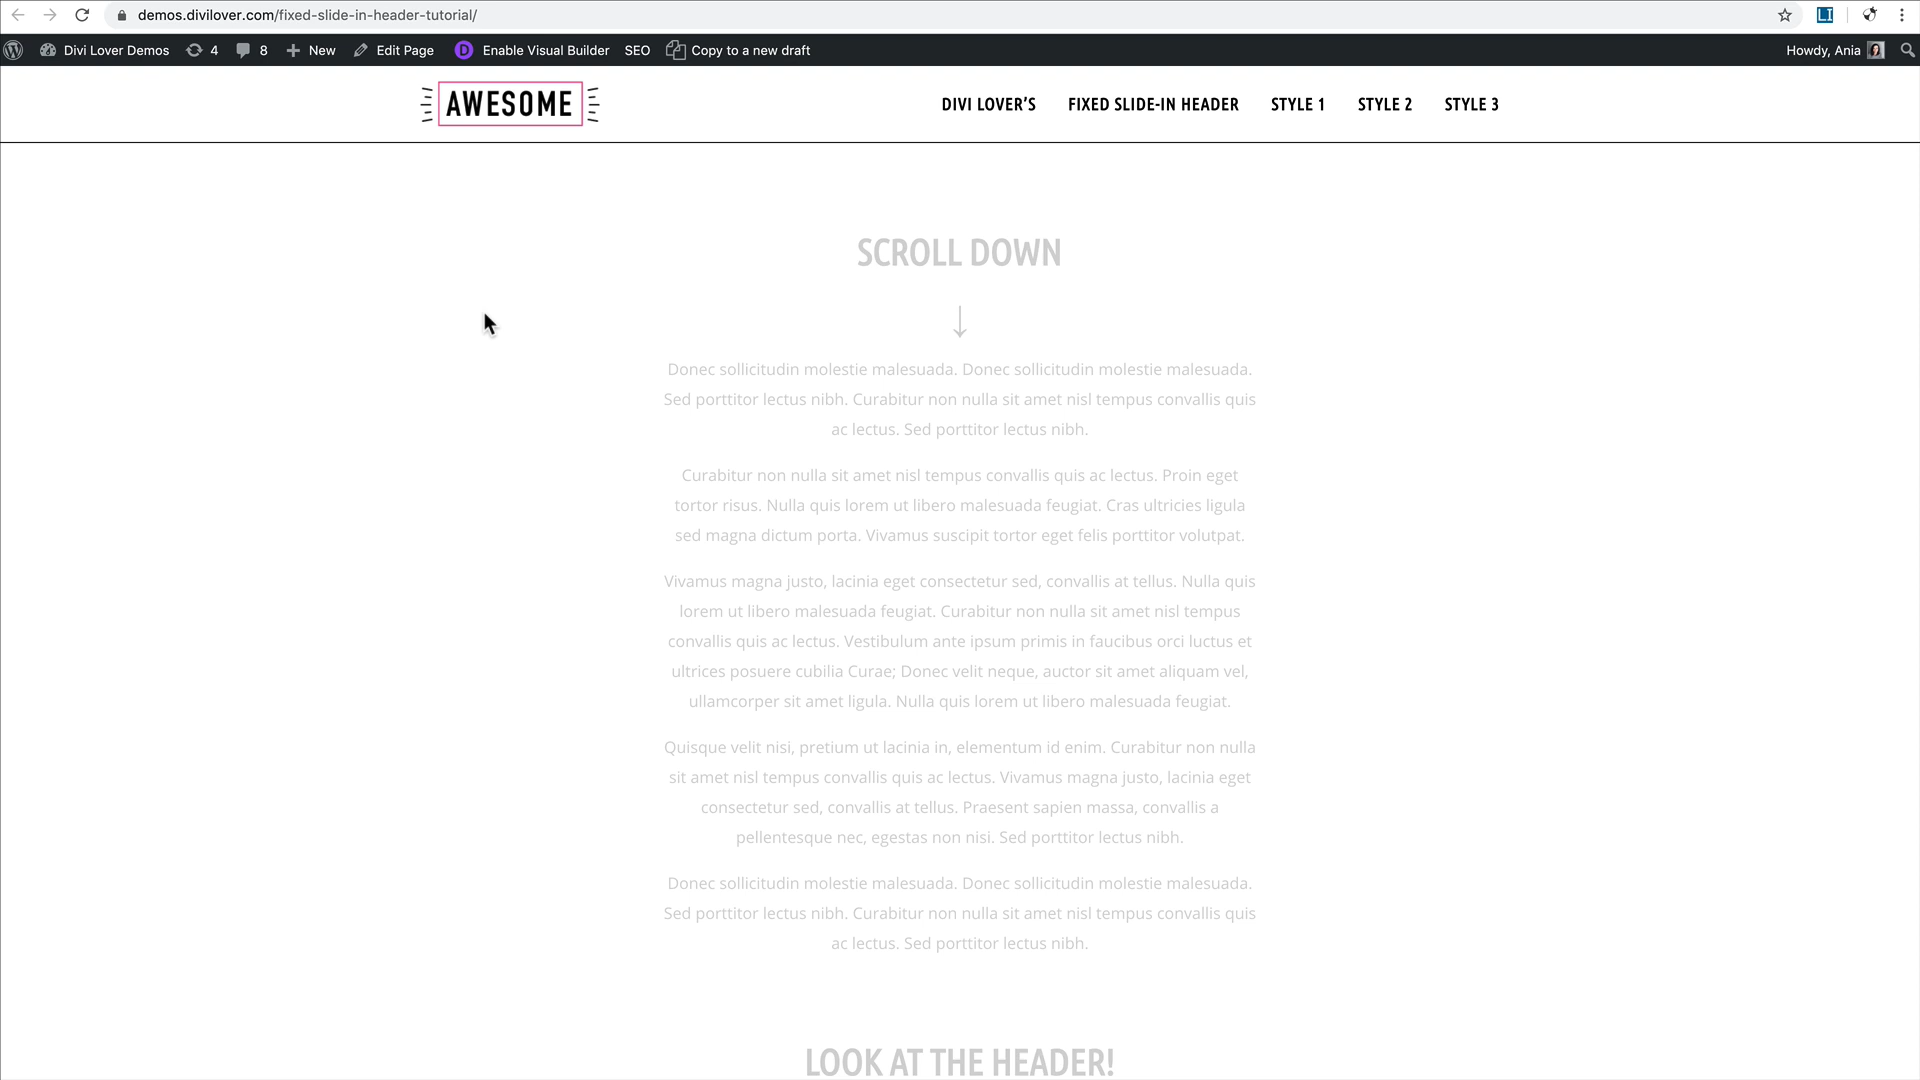 demos.divilover.com/fixed-slide-in-header-tutorial/
LI
Divi Lover Demos 4 8 New Edit Page D Enable Visual Builder SEO Copy to a new draft Howdy, Ania
AWESOME DIVI LOVER’S FIXED SLIDE-IN HEADER STYLE 1 STYLE 2 STYLE 3
SCROLL DOWN
Donec sollicitudin molestie malesuada. Donec sollicitudin molestie malesuada.
Sed porttitor lectus nibh. Curabitur non nulla sit amet nisl tempus convallis quis
ac lectus. Sed porttitor lectus nibh.
Curabitur non nulla sit amet nisl tempus convallis quis ac lectus. Proin eget
tortor risus. Nulla quis lorem ut libero malesuada feugiat. Cras ultricies ligula
sed magna dictum porta. Vivamus suscipit tortor eget felis porttitor volutpat.
Vivamus magna justo, lacinia eget consectetur sed, convallis at tellus. Nulla quis
lorem ut libero malesuada feugiat. Curabitur non nulla sit amet nisl tempus
convallis quis ac lectus. Vestibulum ante ipsum primis in faucibus orci luctus et
ultrices posuere cubilia Curae; Donec velit neque, auctor sit amet aliquam vel,
ullamcorper sit amet ligula. Nulla quis lorem ut libero malesuada feugiat.
Quisque velit nisi, pretium ut lacinia in, elementum id enim. Curabitur non nulla
sit amet nisl tempus convallis quis ac lectus. Vivamus magna justo, lacinia eget
consectetur sed, convallis at tellus. Praesent sapien massa, convallis a
pellentesque nec, egestas non nisi. Sed porttitor lectus nibh.
Donec sollicitudin molestie malesuada. Donec sollicitudin molestie malesuada.
Sed porttitor lectus nibh. Curabitur non nulla sit amet nisl tempus convallis quis
ac lectus. Sed porttitor lectus nibh.
LOOK AT THE HEADER!